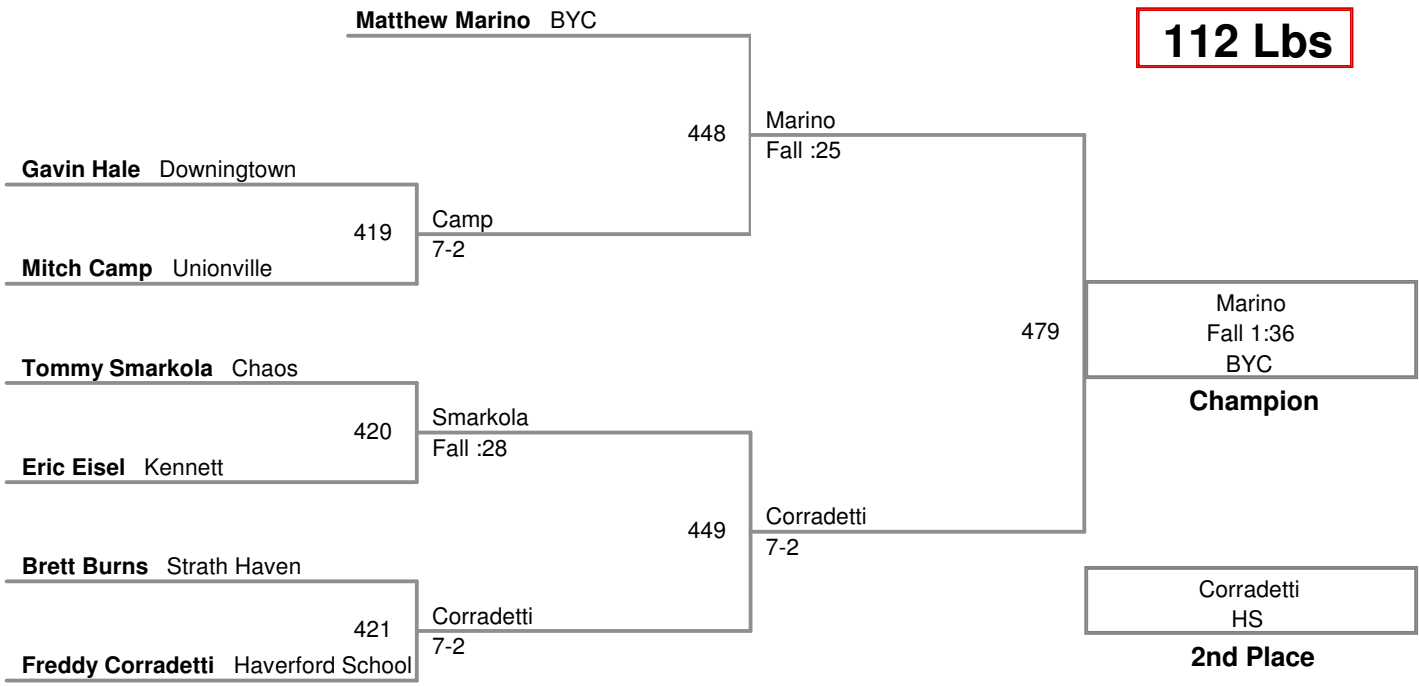 Matthew Marino BYC
112 Lbs
448
Marino
Fall :25
Gavin Hale Downingtown
419
Camp
7-2
Mitch Camp Unionville
479
Marino
Fall 1:36
BYC
Champion
Tommy Smarkola Chaos
420
Smarkola
Fall :28
Eric Eisel Kennett
449
Corradetti
7-2
Brett Burns Strath Haven
421
Corradetti
7-2
Freddy Corradetti Haverford School
Corradetti
HS
2nd Place